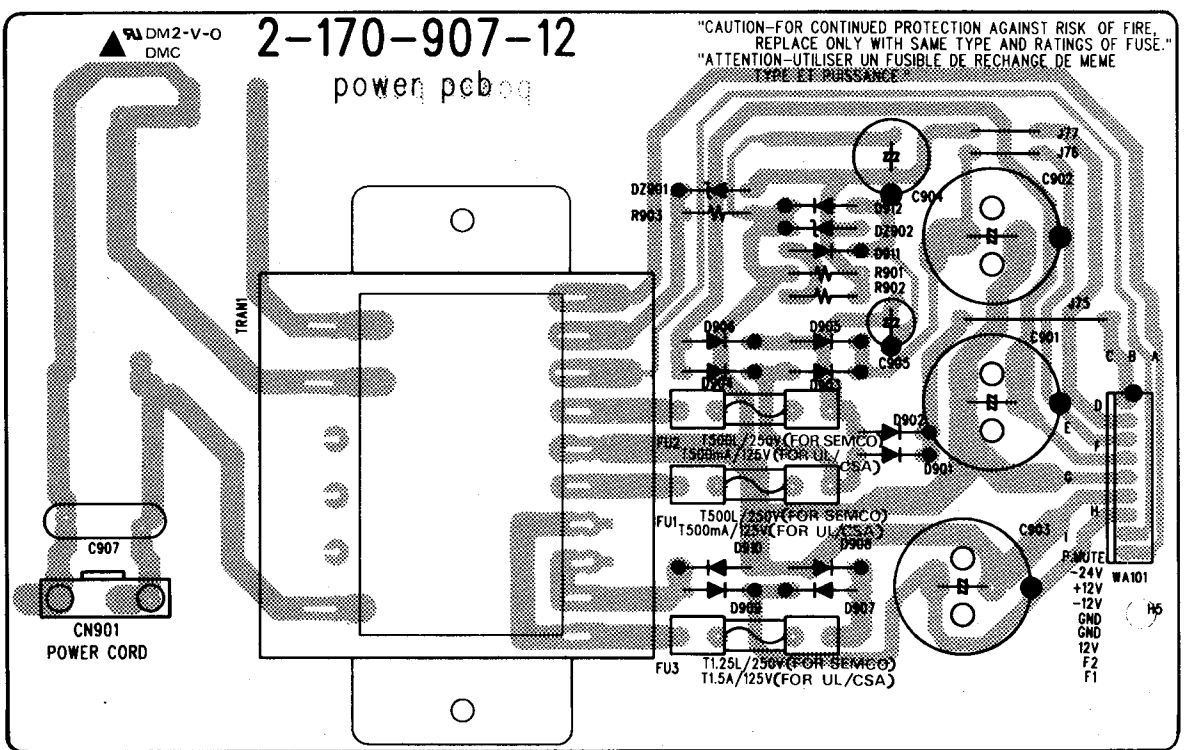 DM2-V-0
DMC
2-170-907-12
power pcb
"CAUTION-FOR CONTINUED PROTECTION AGAINST RISK OF FIRE,
REPLACE ONLY WITH SAME TYPE AND RATINGS OF FUSE."
"ATTENTION-UTILISER UN FUSIBLE DE RECHANGE DE MEME
TYPE ET PUISSANCE"
J77
J76
C902
DZ901
C904
D912
R903
DZ902
D911
R901
R902
TRAN1
J75
D906
D905
C901
C905
C B A
D904
D903
D
D902
E
FU2
T500L/250V(FOR SEMCO)
T500mA/125V(FOR UL/CSA)
F
D901
G
FU1
T500L/250V(FOR SEMCO)
T500mA/125V(FOR UL/CSA)
H
C903
I
C907
D910
D908
P.MUTE
-24V
WA101
+12V
-12V
D909
D907
H5
GND
GND
CN901
POWER CORD
12V
F2
F1
FU3
T1.25L/250V(FOR SEMCO)
T1.5A/125V(FOR UL/CSA)